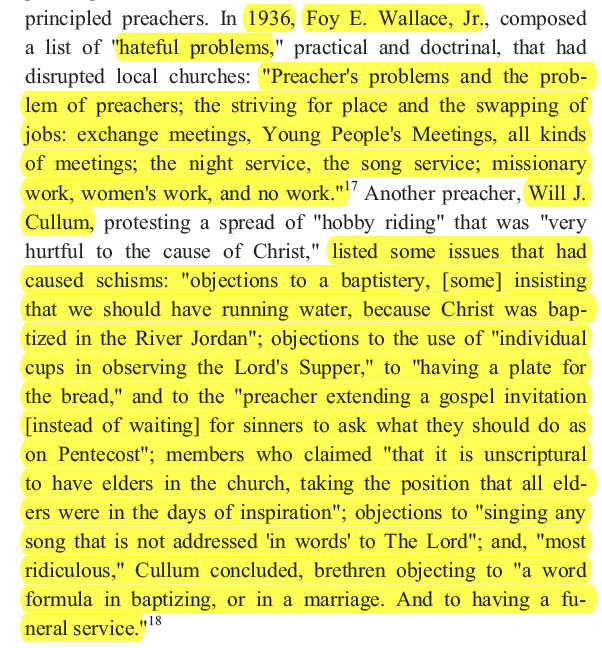 principled preachers. In 1936, Foy E. Wallace, Jr., composed
a list of "hateful problems," practical and doctrinal, that had
disrupted local churches: "Preacher's problems and the prob-
lem of preachers; the striving for place and the swapping of
jobs: exchange meetings, Young People's Meetings, all kinds
of meetings; the night service, the song service; missionary
work, women's work, and no work."17 Another preacher, Will J.
Cullum, protesting a spread of "hobby riding" that was "very
hurtful to the cause of Christ," listed some issues that had
caused schisms: "objections to a baptistery, [some] insisting
that we should have running water, because Christ was bap-
tized in the River Jordan"; objections to the use of "individual
cups in observing the Lord's Supper," to "having a plate for
the bread," and to the "preacher extending a gospel invitation
[instead of waiting] for sinners to ask what they should do as
on Pentecost"; members who claimed "that it is unscriptural
to have elders in the church, taking the position that all eld-
ers were in the days of inspiration"; objections to "singing any
song that is not addressed 'in words' to The Lord"; and, "most
ridiculous," Cullum concluded, brethren objecting to "a word
formula in baptizing, or in a marriage. And to having a fu-
neral service."18